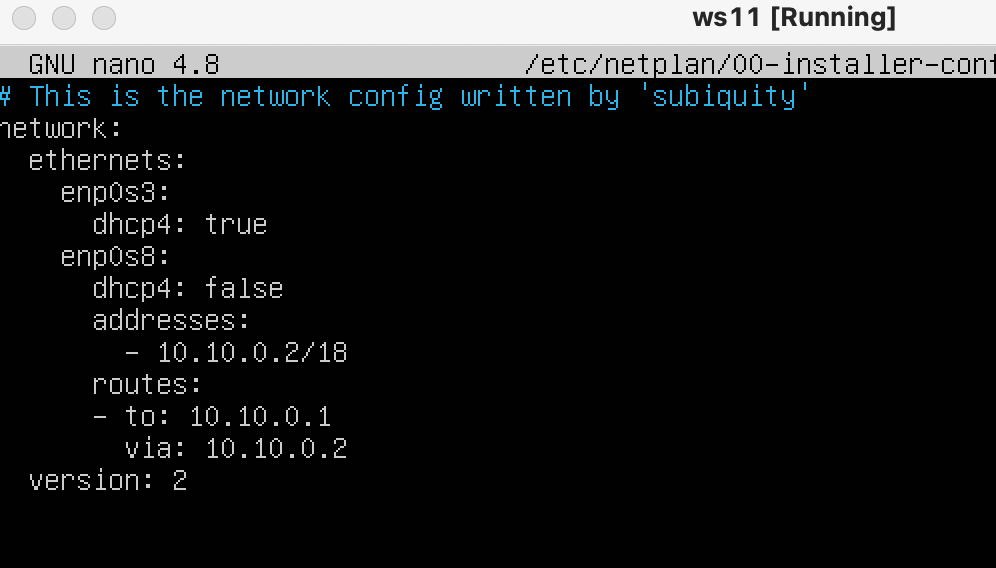 ws11 [Running]
GNU nano 4.8 /etc/netplan/00-installer-conf
# This is the network config written by 'subiquity'
network:
  ethernets:
    enp0s3:
      dhcp4: true
    enp0s8:
      dhcp4: false
      addresses:
        - 10.10.0.2/18
      routes:
      - to: 10.10.0.1
        via: 10.10.0.2
  version: 2